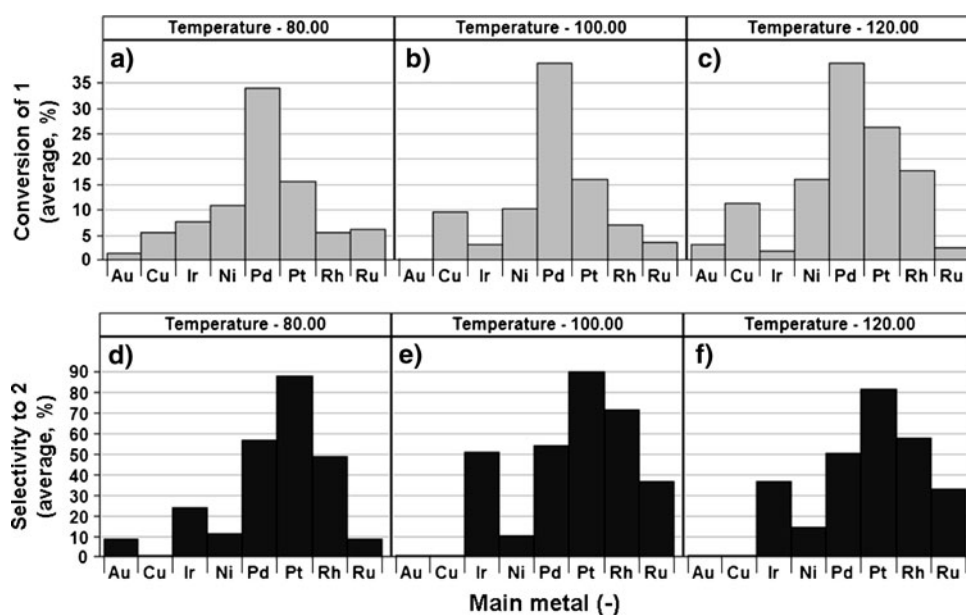 Temperature - 80.00 Temperature - 100.00 Temperature - 120.00
a) b) c)
Conversion of 1
(average, %)
35
30
25
20
15
10
5
0
Au Cu Ir Ni Pd Pt Rh Ru Au Cu Ir Ni Pd Pt Rh Ru Au Cu Ir Ni Pd Pt Rh Ru
Temperature - 80.00 Temperature - 100.00 Temperature - 120.00
d) e) f)
Selectivity to 2
(average, %)
90
80
70
60
50
40
30
20
10
0
Au Cu Ir Ni Pd Pt Rh Ru Au Cu Ir Ni Pd Pt Rh Ru Au Cu Ir Ni Pd Pt Rh Ru
Main metal (-)